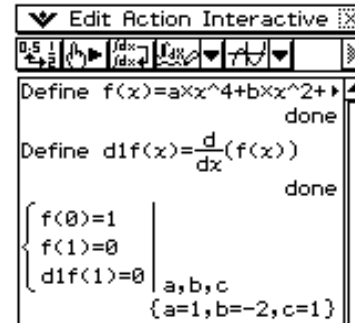 Edit Action Interactive
Define f(x)=a×x^4+b×x^2+
done
Define d1f(x)=d/dx(f(x))
done
f(0)=1
f(1)=0
d1f(1)=0
a,b,c
{a=1,b=-2,c=1}